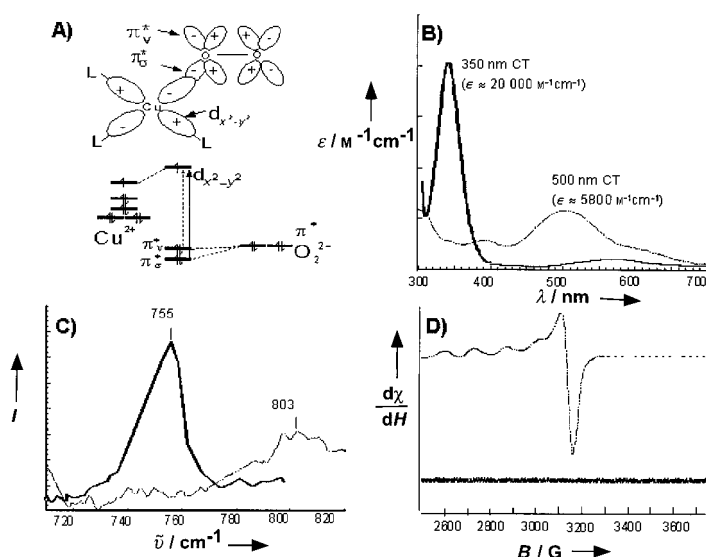 A)
π*v
π*σ
L
Cu
L
L
dx²–y²
dx²–y²
Cu²⁺
π*v
π*σ
π*
O₂²⁻
B)
350 nm CT
(ε ≈ 20 000 M⁻¹cm⁻¹)
ε / M⁻¹cm⁻¹
500 nm CT
(ε ≈ 5800 M⁻¹cm⁻¹)
300 400 500 600 700
λ / nm
C)
755
803
I
720 740 760 780 800 820
ῦ / cm⁻¹
D)
dχ
dH
2600 2800 3000 3200 3400 3600
B / G